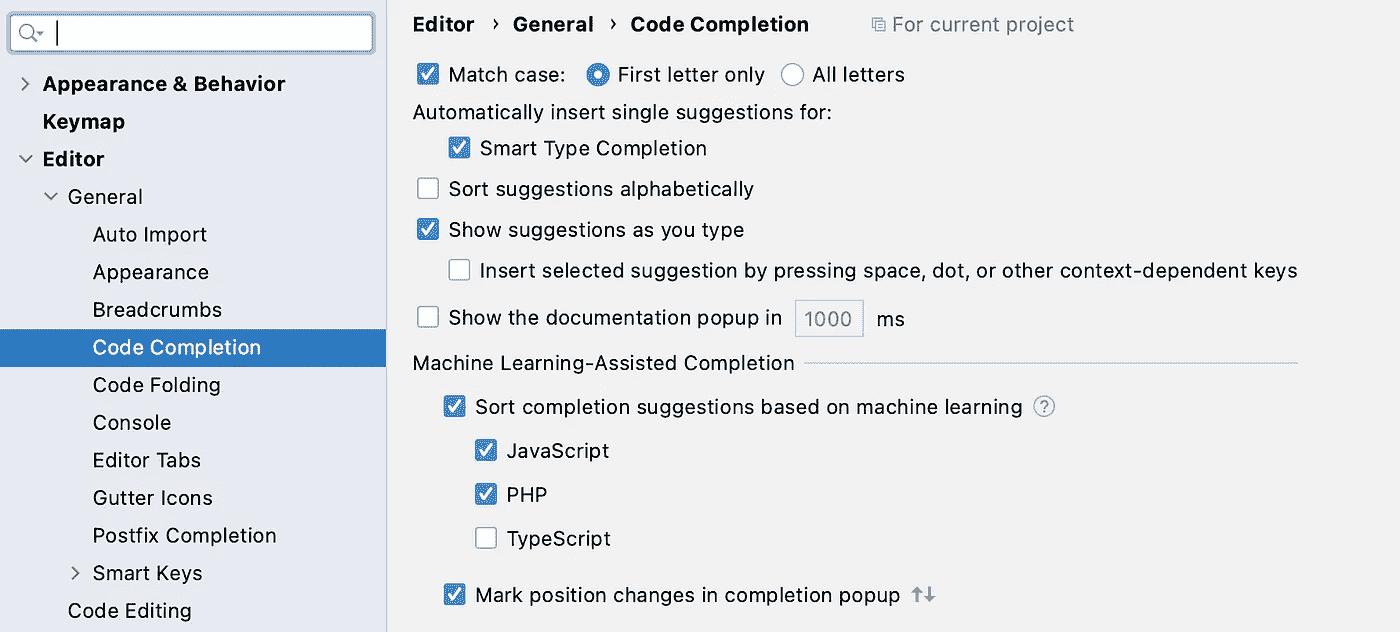 Appearance & Behavior
Keymap
Editor
General
Auto Import
Appearance
Breadcrumbs
Code Completion
Code Folding
Console
Editor Tabs
Gutter Icons
Postfix Completion
Smart Keys
Code Editing
Editor › General › Code Completion For current project
Match case: First letter only All letters
Automatically insert single suggestions for:
Smart Type Completion
Sort suggestions alphabetically
Show suggestions as you type
Insert selected suggestion by pressing space, dot, or other context-dependent keys
Show the documentation popup in 1000 ms
Machine Learning-Assisted Completion
Sort completion suggestions based on machine learning ?
JavaScript
PHP
TypeScript
Mark position changes in completion popup